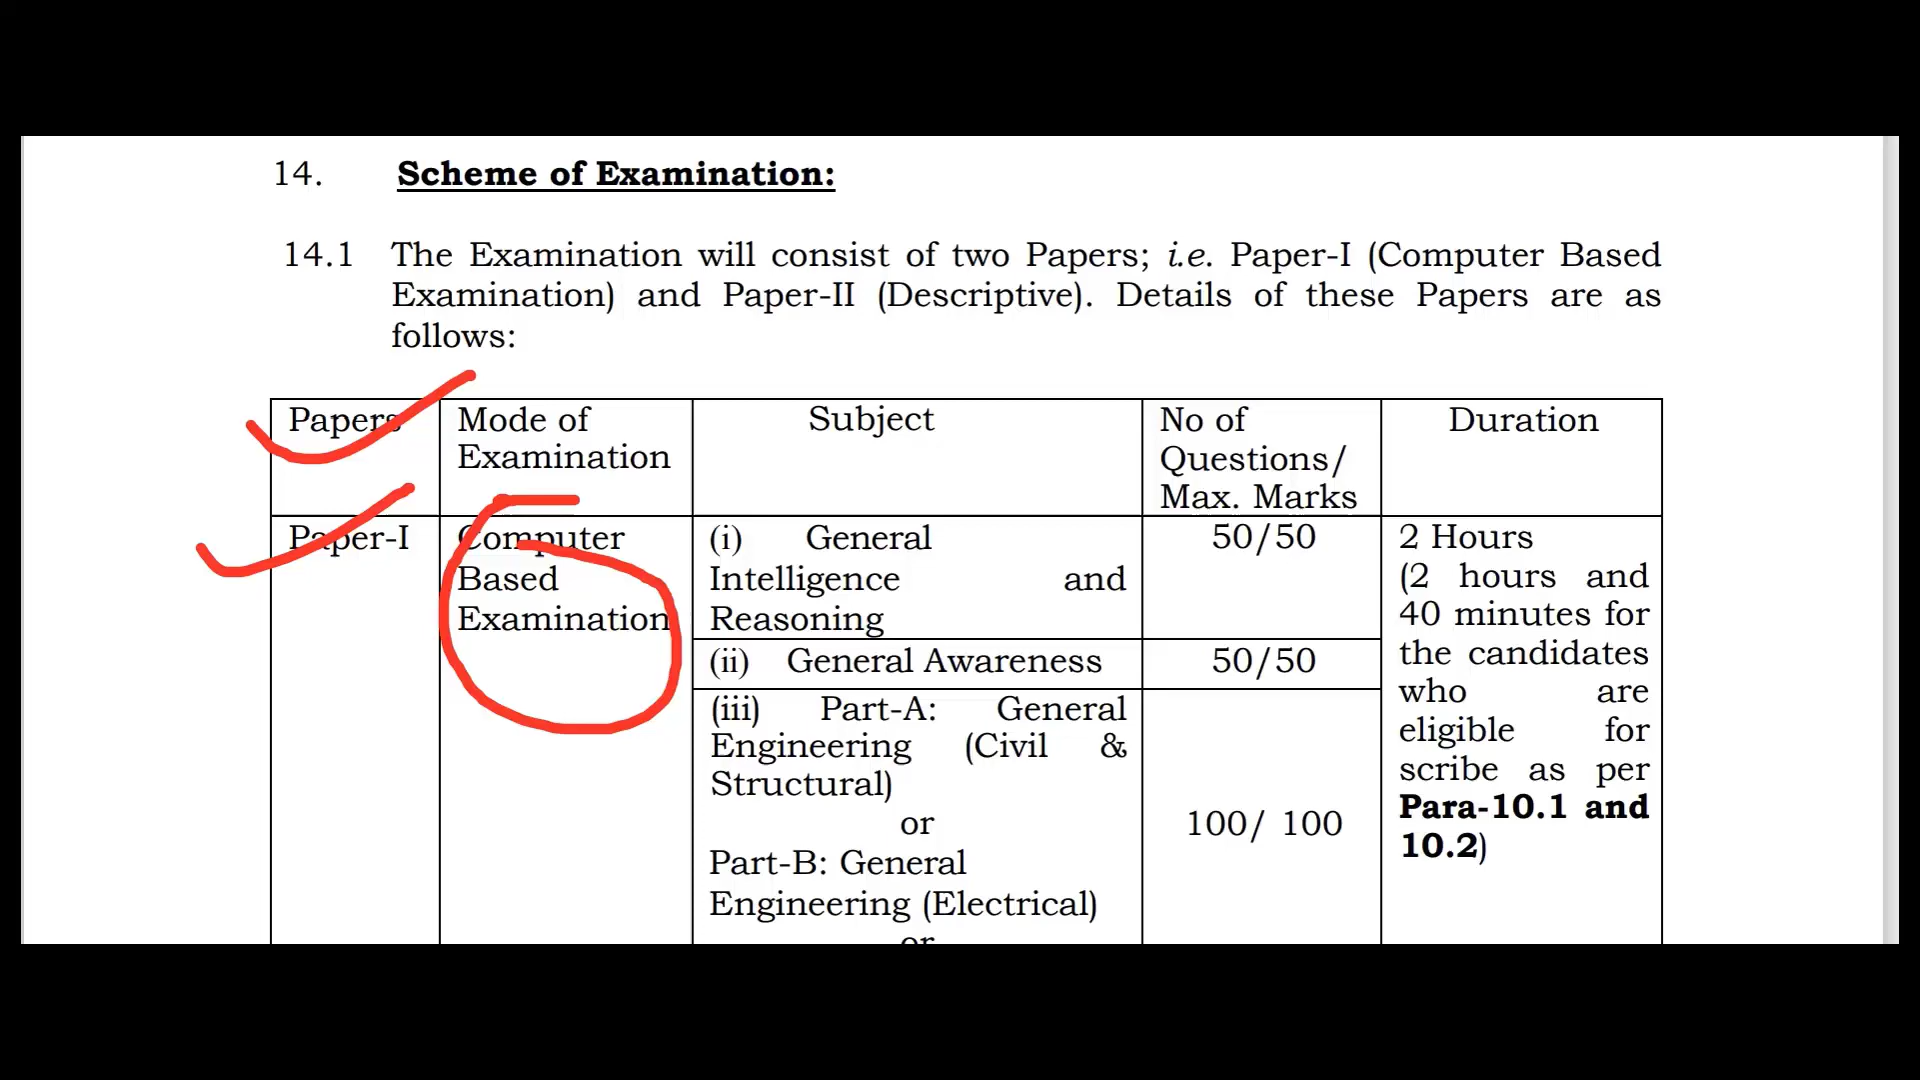 14. Scheme of Examination:
14.1 The Examination will consist of two Papers; i.e. Paper-I (Computer Based
Examination) and Paper-II (Descriptive). Details of these Papers are as
follows:
Papers
Mode of
Examination
Subject
No of
Questions/
Max. Marks
Duration
Paper-I
Computer
Based
Examination
(i) General
Intelligence and
Reasoning
50/50
(ii) General Awareness
50/50
(iii) Part-A: General
Engineering (Civil &
Structural)
or
Part-B: General
Engineering (Electrical)
or
100/ 100
2 Hours
(2 hours and
40 minutes for
the candidates
who are
eligible for
scribe as per
Para-10.1 and
10.2)